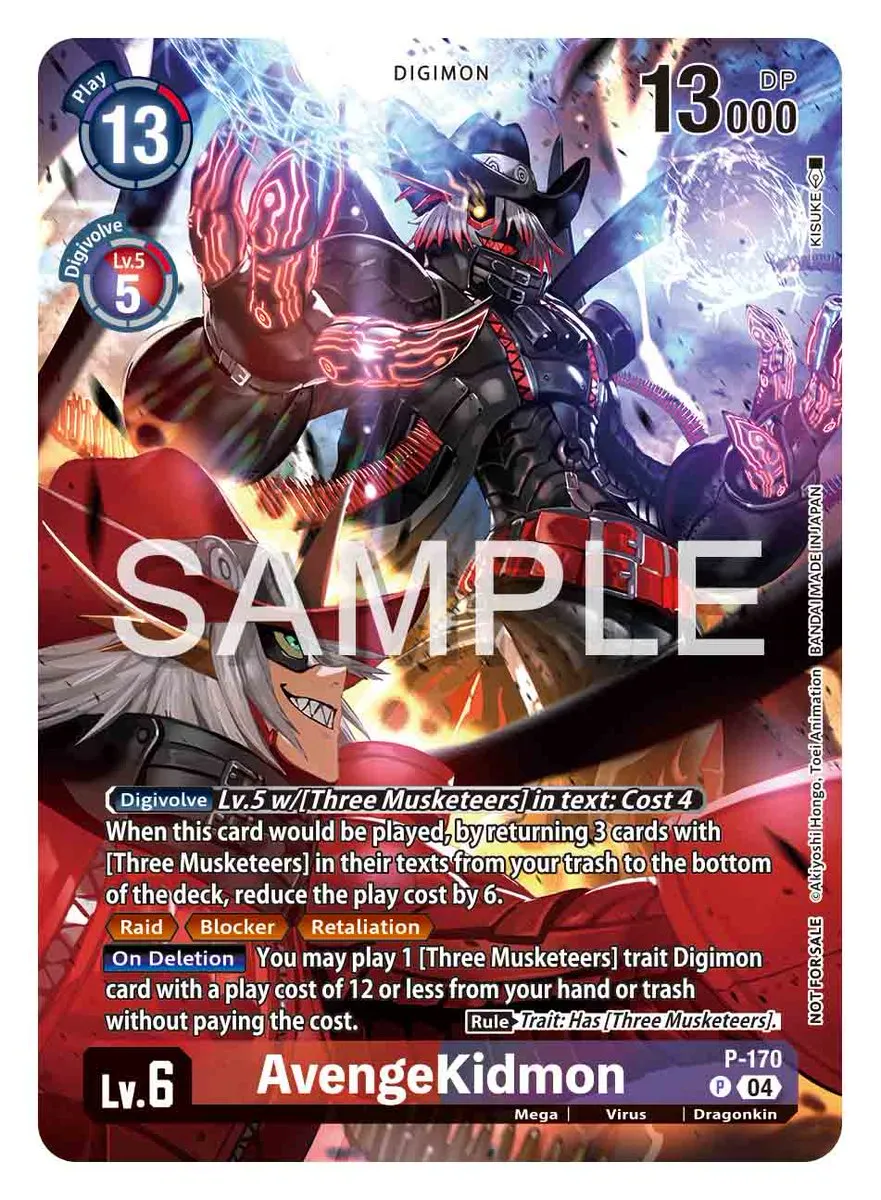 DIGIMON
Play
13
13000 DP
Digivolve
Lv.5
5
KISUKE
SAMPLE
©Akiyoshi Hongo, Toei Animation BANDAI MADE IN JAPAN
NOT FOR SALE
Digivolve Lv.5 w/[Three Musketeers] in text: Cost 4
When this card would be played, by returning 3 cards with
[Three Musketeers] in their texts from your trash to the bottom
of the deck, reduce the play cost by 6.
Raid Blocker Retaliation
On Deletion You may play 1 [Three Musketeers] trait Digimon
card with a play cost of 12 or less from your hand or trash
without paying the cost.
Rule Trait: Has [Three Musketeers].
Lv.6
AvengeKidmon
P-170
P 04
Mega | Virus | Dragonkin